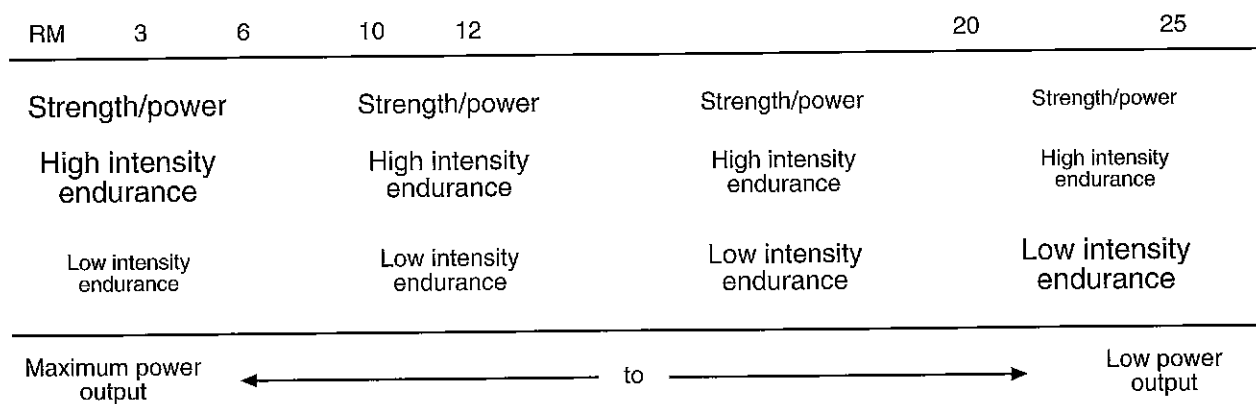 RM 3 6 10 12 20 25
Strength/power Strength/power Strength/power Strength/power
High intensity High intensity High intensity High intensity
endurance endurance endurance endurance
Low intensity Low intensity Low intensity Low intensity
endurance endurance endurance endurance
Maximum power to Low power
output output